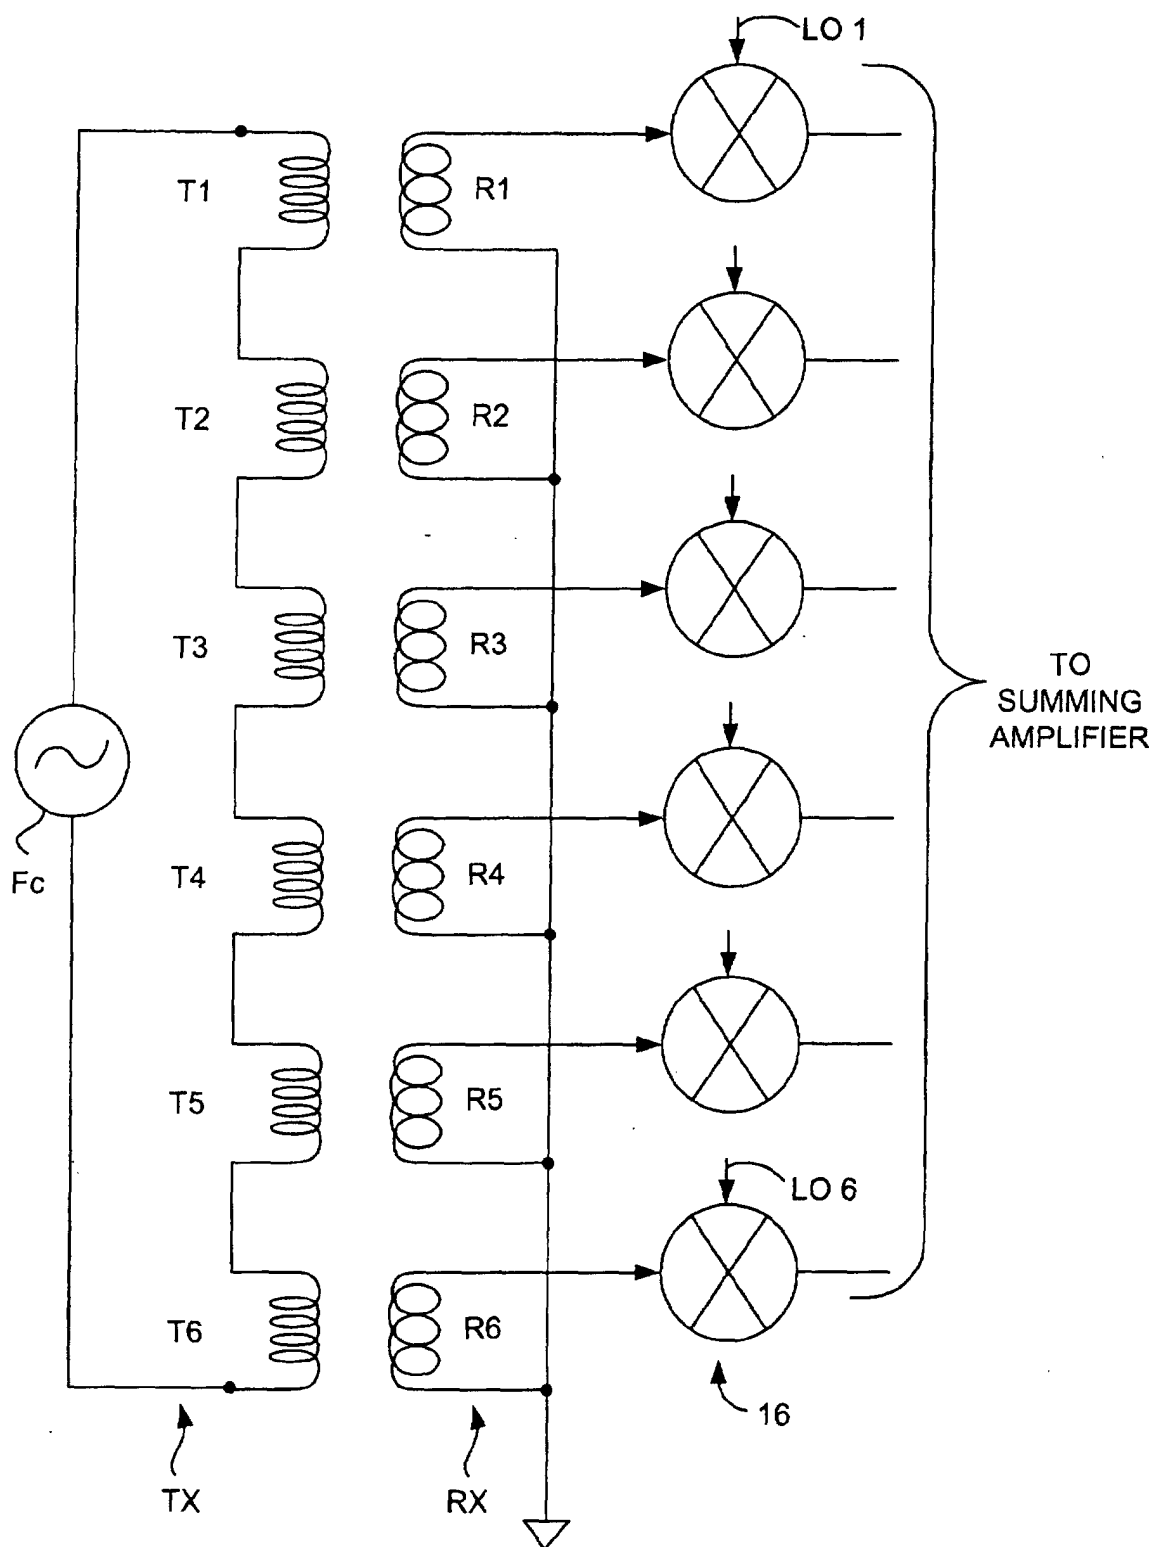 LO 1
T1
R1
T2
R2
T3
R3
TO
SUMMING
AMPLIFIER
Fc
T4
R4
T5
R5
LO 6
T6
R6
16
TX
RX